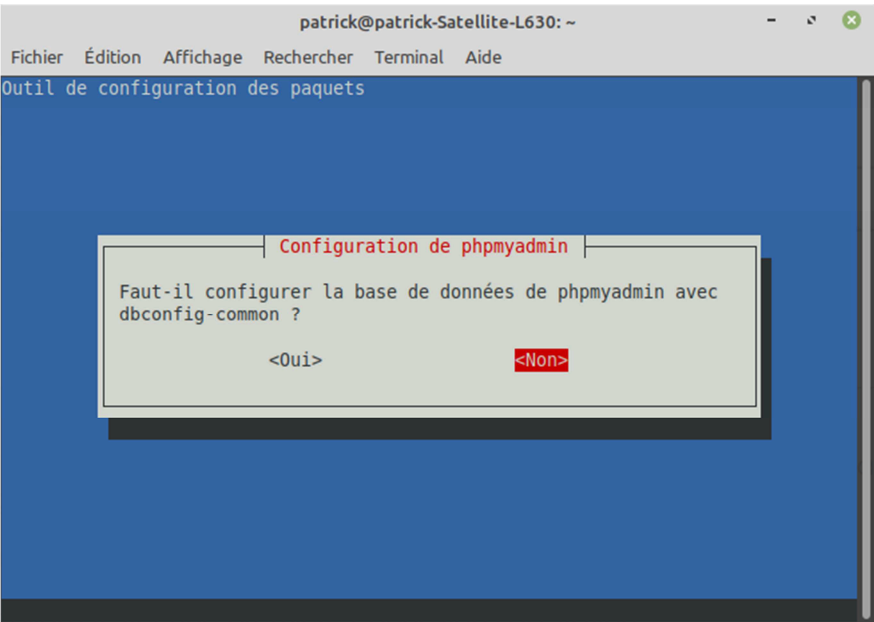 patrick@patrick-Satellite-L630: ~
Fichier Édition Affichage Rechercher Terminal Aide
Outil de configuration des paquets
Configuration de phpmyadmin
Faut-il configurer la base de données de phpmyadmin avec
dbconfig-common ?
<Oui> <Non>